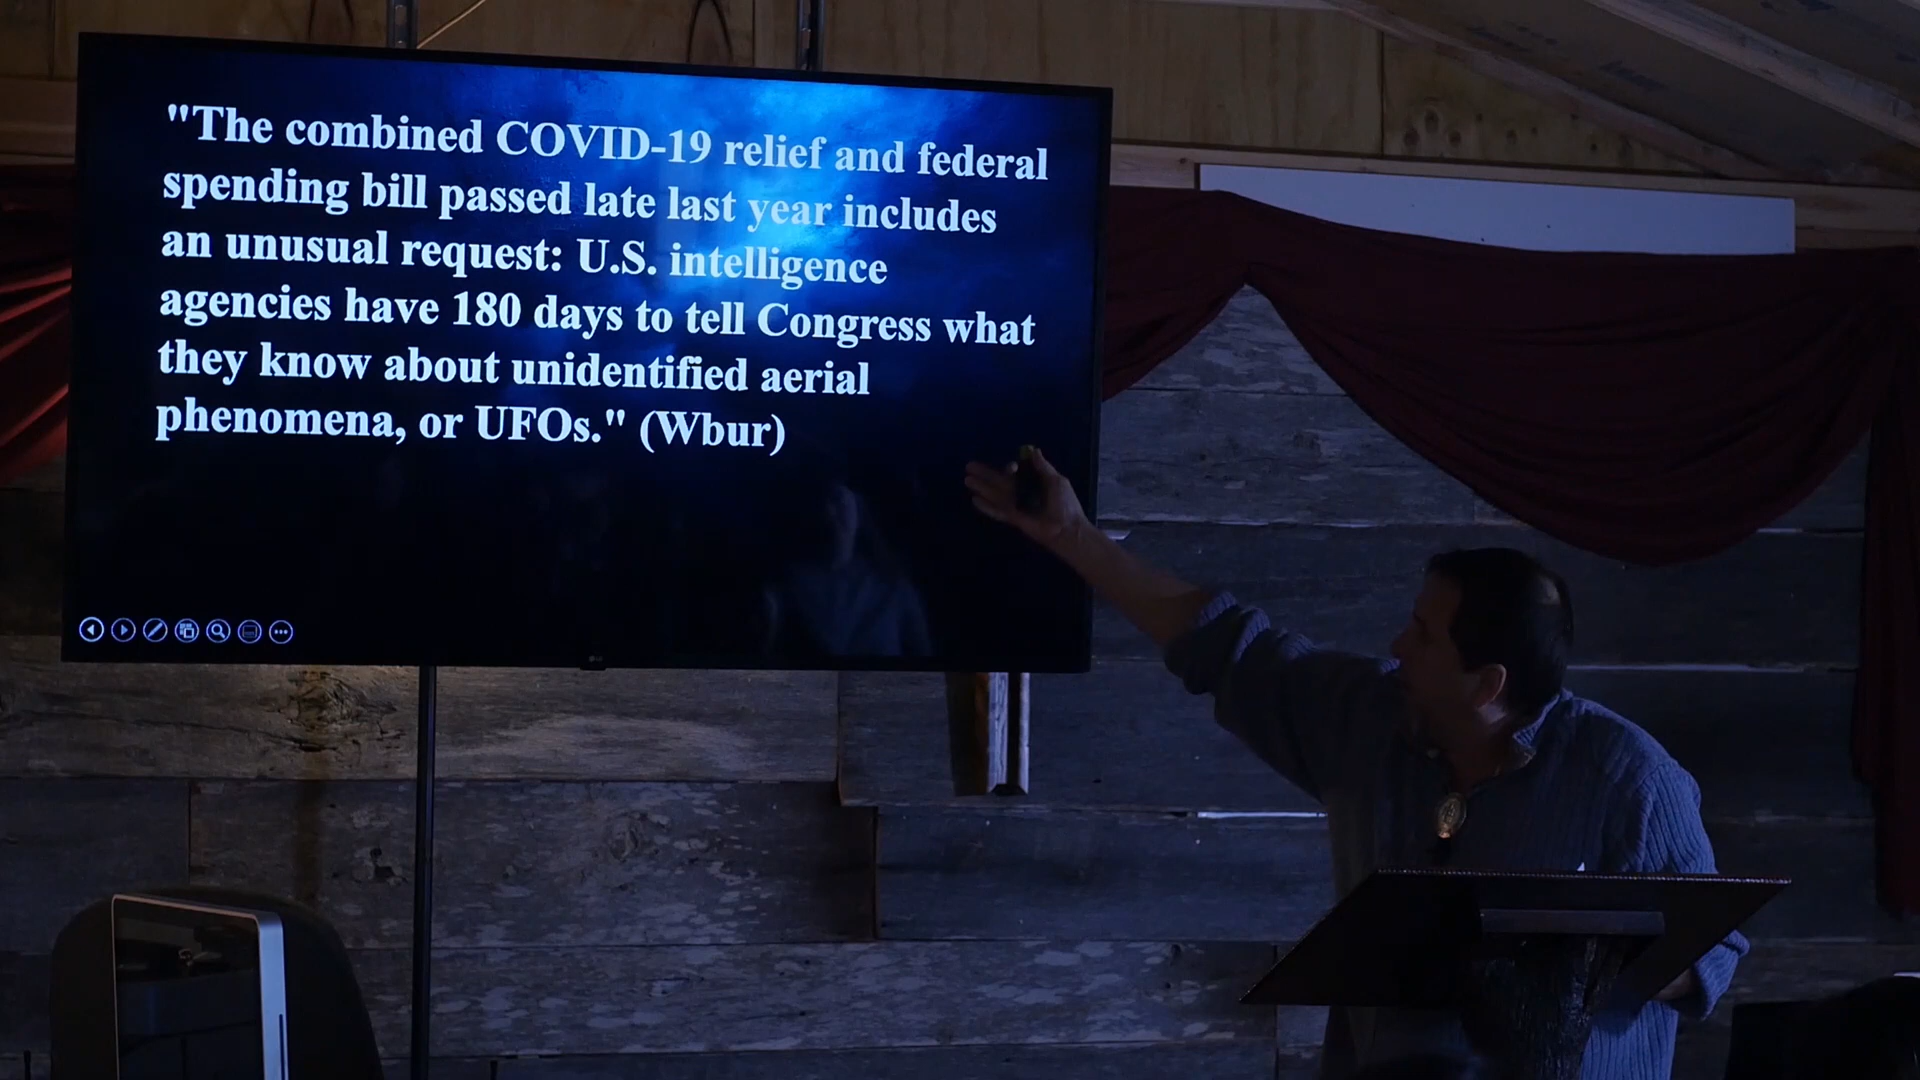 "The combined COVID-19 relief and federal
spending bill passed late last year includes
an unusual request: U.S. intelligence
agencies have 180 days to tell Congress what
they know about unidentified aerial
phenomena, or UFOs." (Wbur)